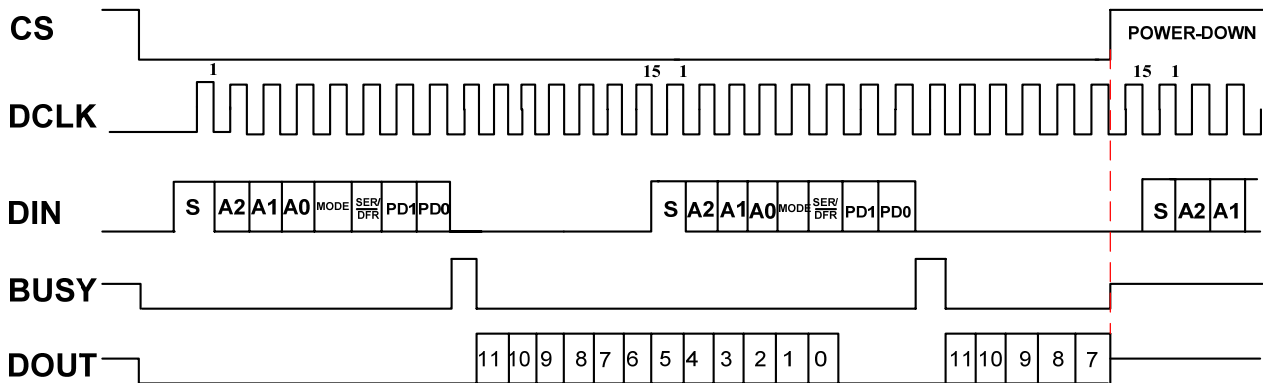 CS
POWER-DOWN
1
15
1
15
1
DCLK
DIN
S A2 A1 A0 MODE SER/DFR PD1 PD0
S A2 A1 A0 MODE SER/DFR PD1 PD0
S A2 A1
BUSY
DOUT
11 10 9 8 7 6 5 4 3 2 1 0
11 10 9 8 7